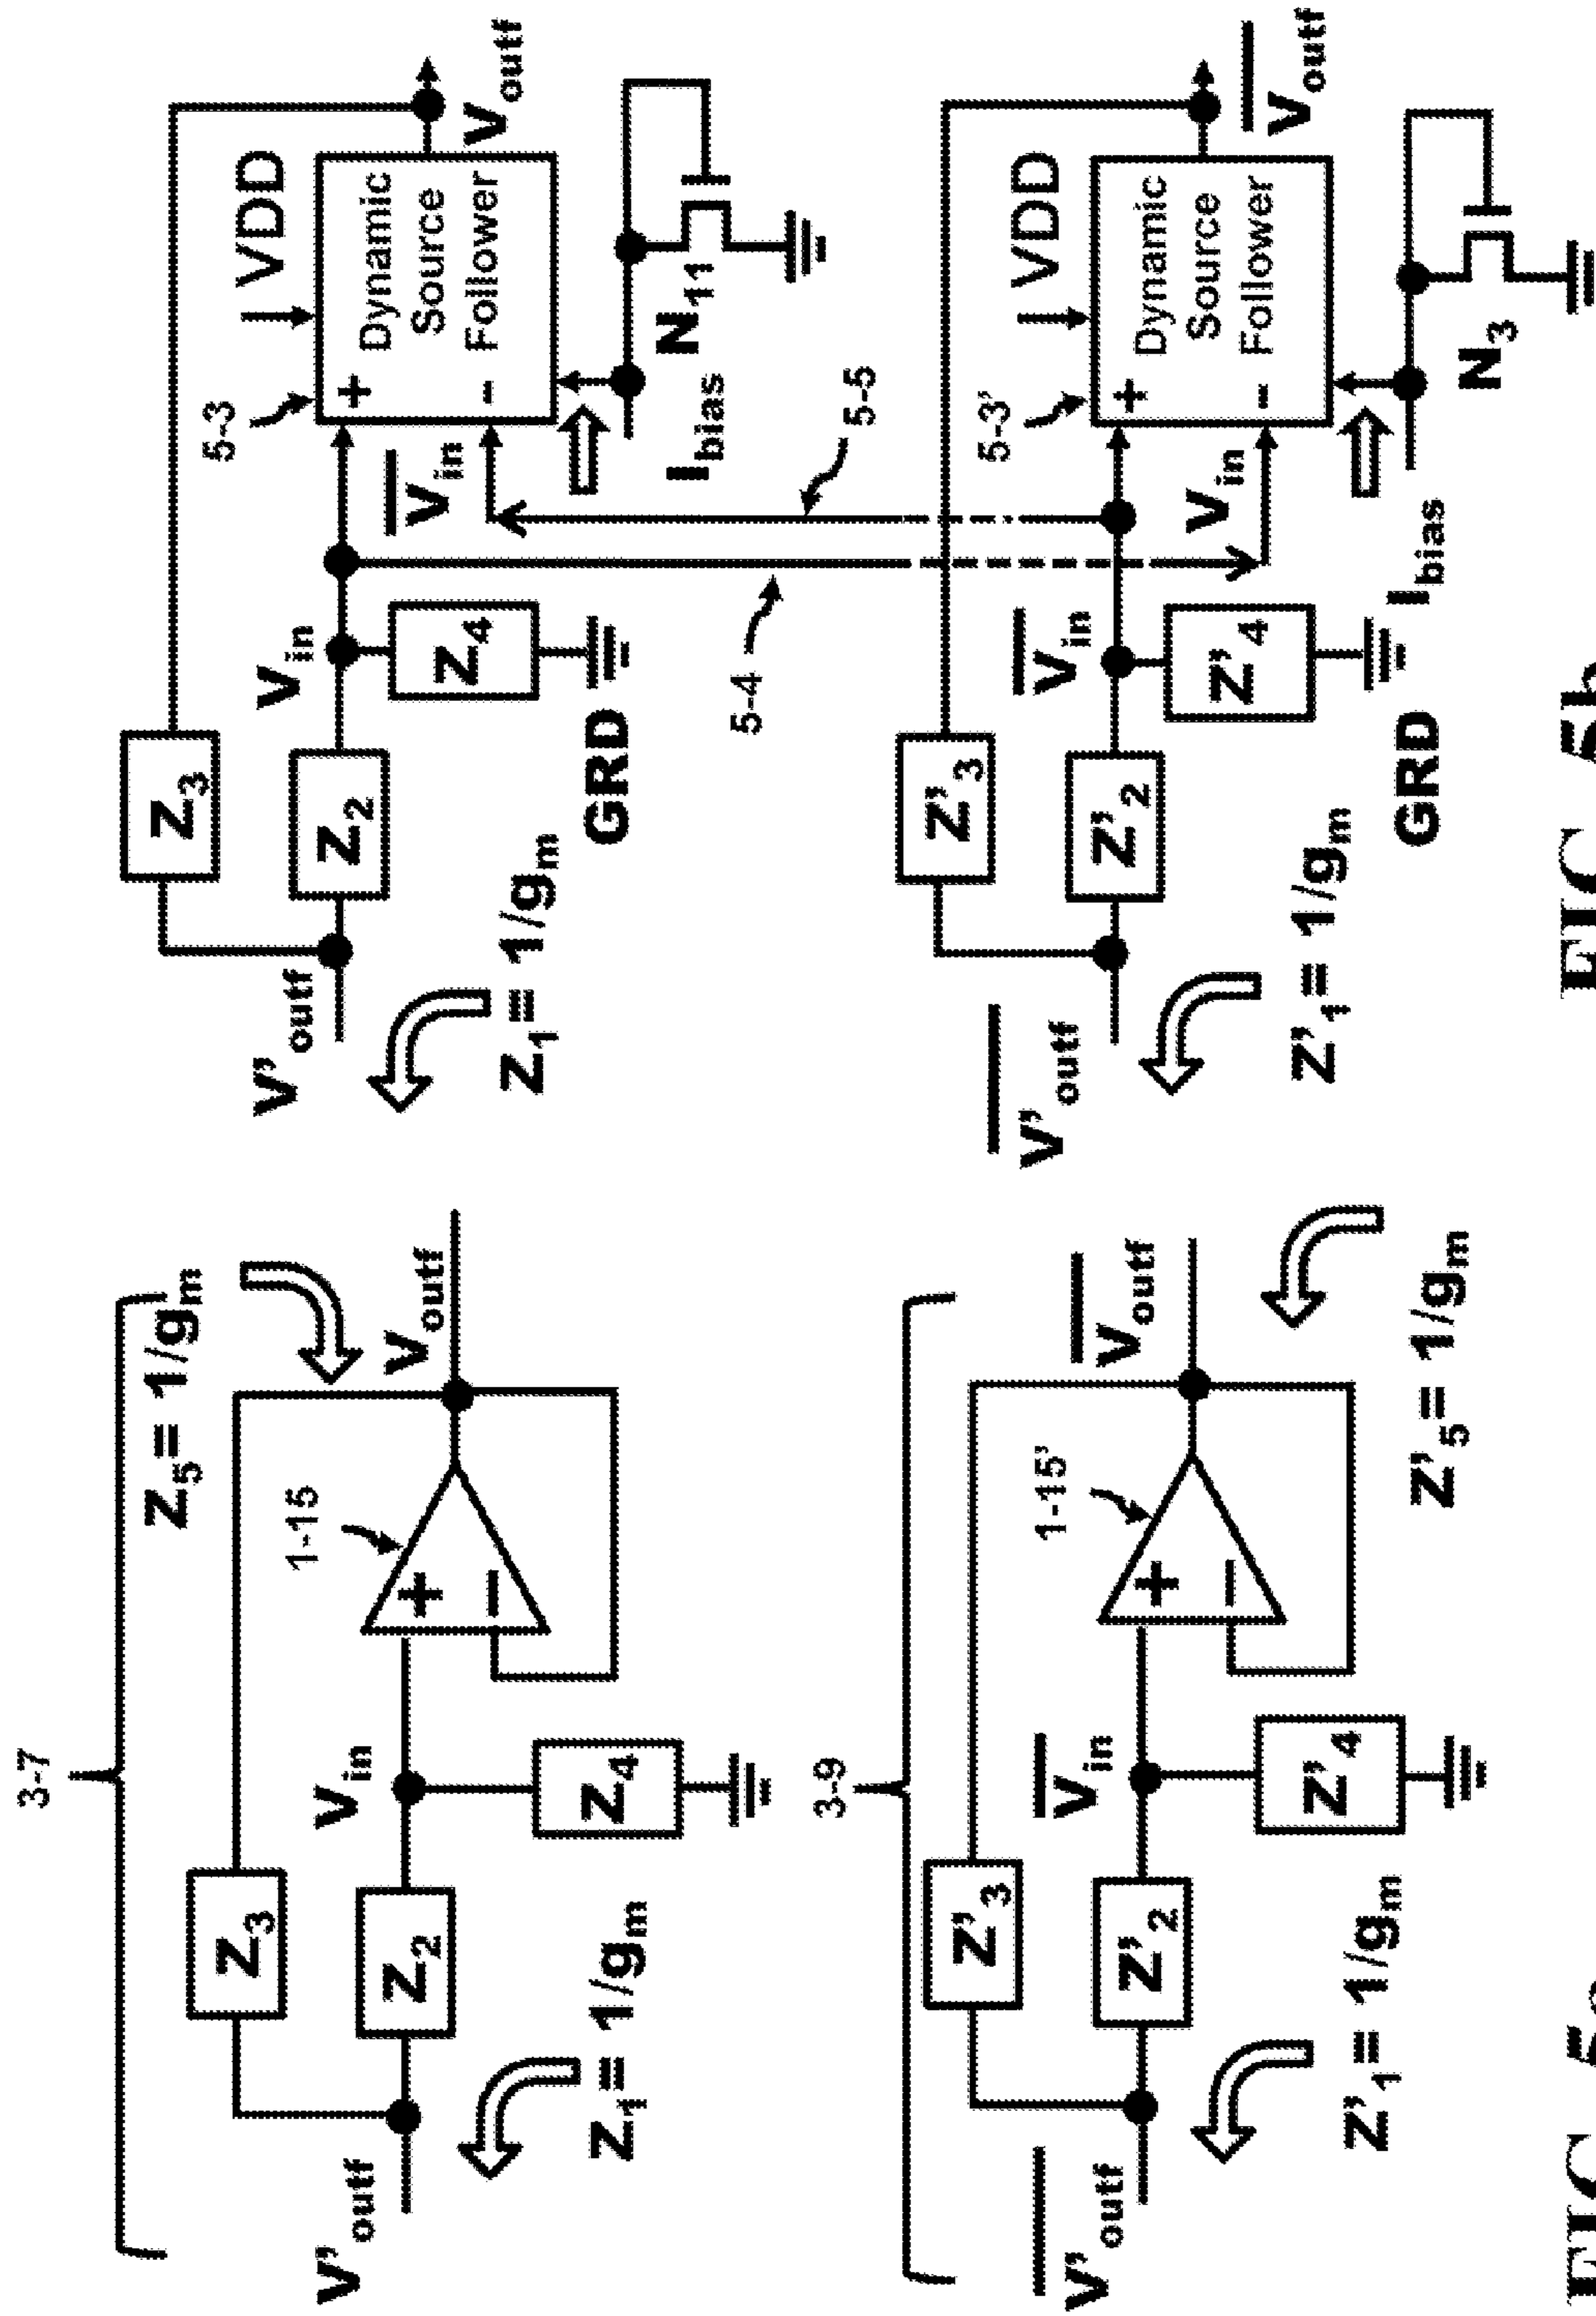 3-7
Z5 = 1/gm
Z3
1-15
V'outf
Z2
Vin
+
−
Voutf
Z1 = 1/gm
Z4
3-9
Z'3
1-15'
V'outf
Z'2
Vin
+
−
Voutf
Z'1 = 1/gm
Z'4
Z'5 = 1/gm
Z3
VDD
5-3
V'outf
Z2
Vin
+
Dynamic
Source
Follower
-
Voutf
Vin
Z1 = 1/gm
Z4
GRD
Ibias
N11
5-4
5-5
Z'3
VDD
5-3'
V'outf
Z'2
Vin
+
Dynamic
Source
Follower
-
Voutf
Vin
Z'1 = 1/gm
Z'4
GRD
Ibias
N3
FIG. 5b